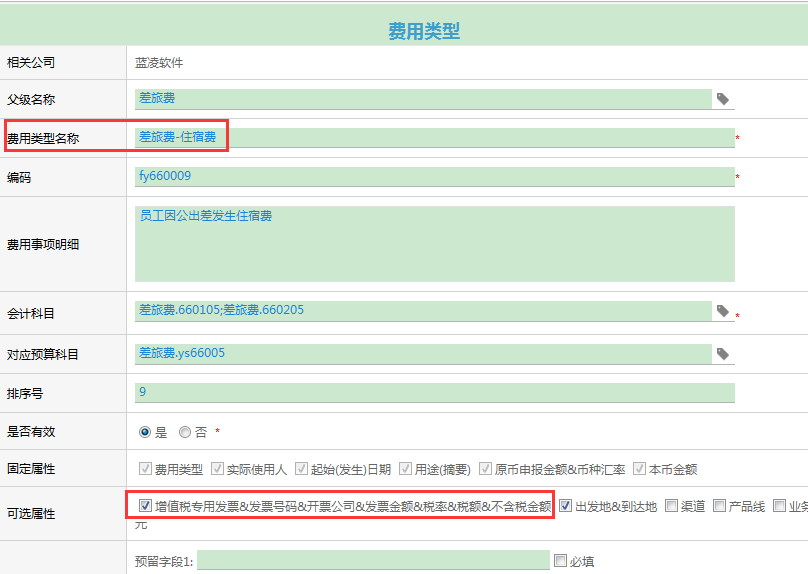 费用类型
相关公司 蓝凌软件
父级名称 差旅费
费用类型名称 差旅费-住宿费 *
编码 fy660009 *
费用事项明细 员工因公出差发生住宿费
会计科目 差旅费.660105;差旅费.660205 *
对应预算科目 差旅费.ys66005
排序号 9
是否有效 是 否 *
固定属性 费用类型 实际使用人 起始(发生)日期 用途(摘要) 原币申报金额&币种汇率 本币金额
可选属性 增值税专用发票&发票号码&开票公司&发票金额&税率&税额&不含税金额 出发地&到达地 渠道 产品线 业务
元
预留字段1: 必填